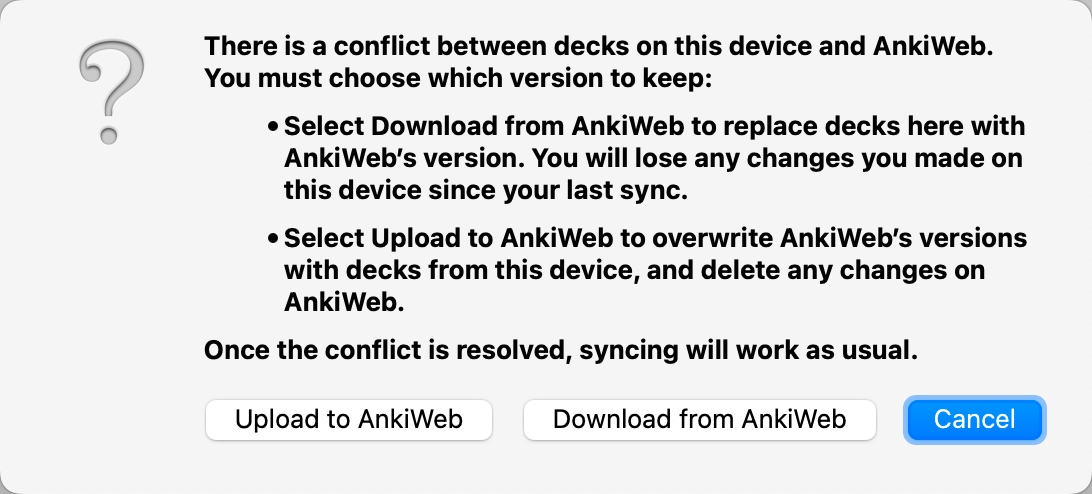 There is a conflict between decks on this device and AnkiWeb.
You must choose which version to keep:
• Select Download from AnkiWeb to replace decks here with
AnkiWeb’s version. You will lose any changes you made on
this device since your last sync.
• Select Upload to AnkiWeb to overwrite AnkiWeb’s versions
with decks from this device, and delete any changes on
AnkiWeb.
Once the conflict is resolved, syncing will work as usual.
Upload to AnkiWeb
Download from AnkiWeb
Cancel